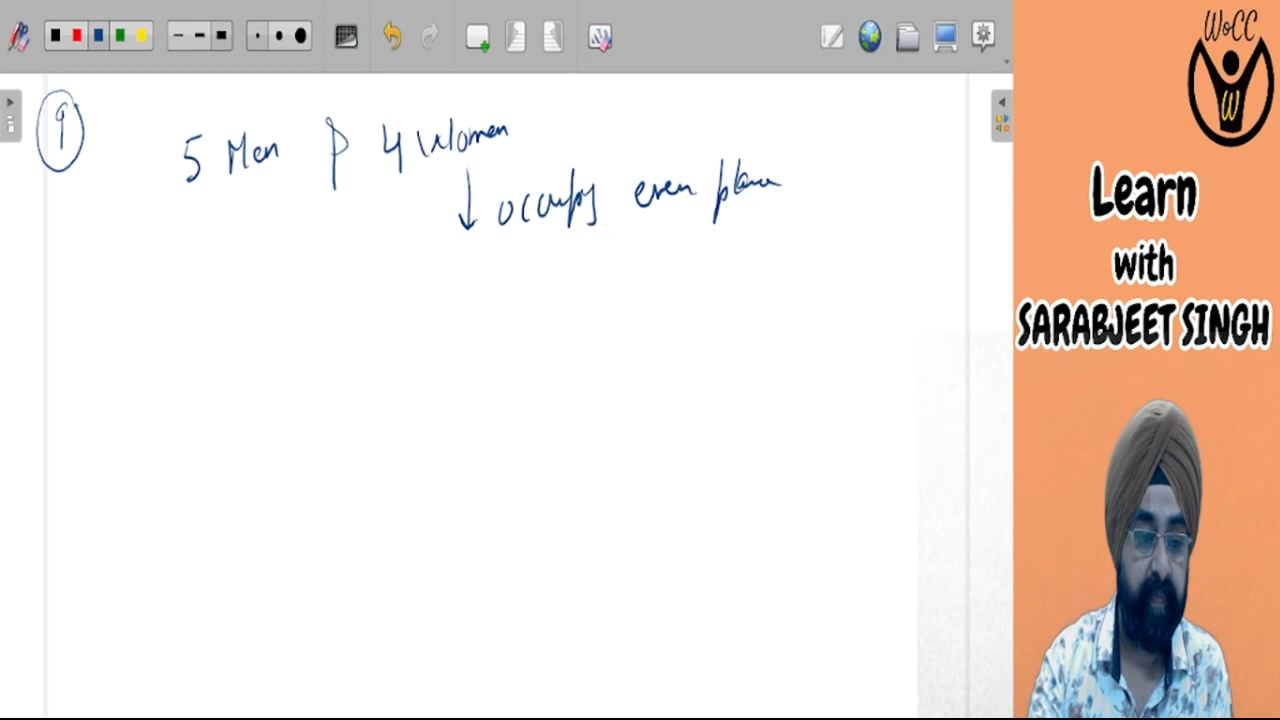 9
5 Men & 4 Women
occupy even place
WoCC
W
Learn
with
SARABJEET SINGH